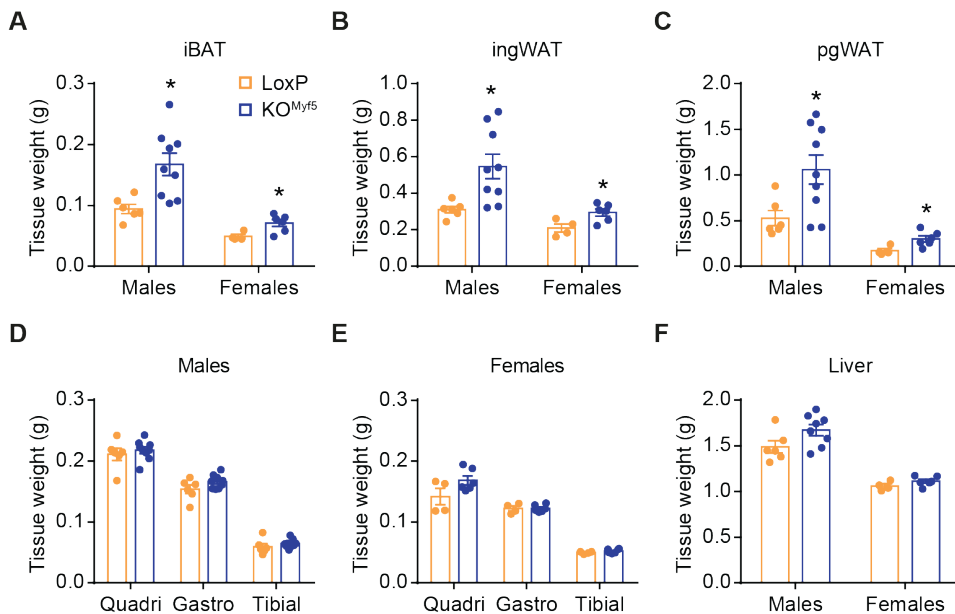 A
iBAT
Tissue weight (g)
0.3
0.2
0.1
0.0
*
*
LoxP
KO^Myf5
Males Females
B
ingWAT
Tissue weight (g)
1.0
0.8
0.6
0.4
0.2
0.0
*
*
Males Females
C
pgWAT
Tissue weight (g)
2.0
1.5
1.0
0.5
0.0
*
*
Males Females
D
Males
Tissue weight (g)
0.3
0.2
0.1
0.0
Quadri Gastro Tibial
E
Females
Tissue weight (g)
0.3
0.2
0.1
0.0
Quadri Gastro Tibial
F
Liver
Tissue weight (g)
2.0
1.5
1.0
0.5
0.0
Males Females